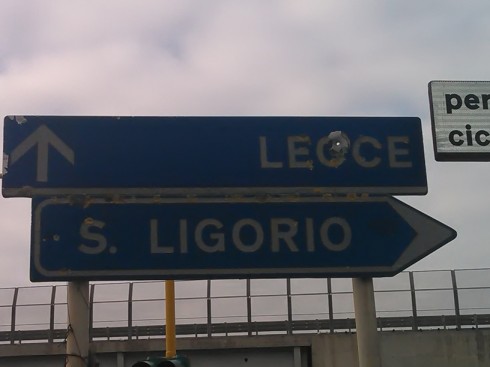 LECCE
S. LIGORIO
per
cic